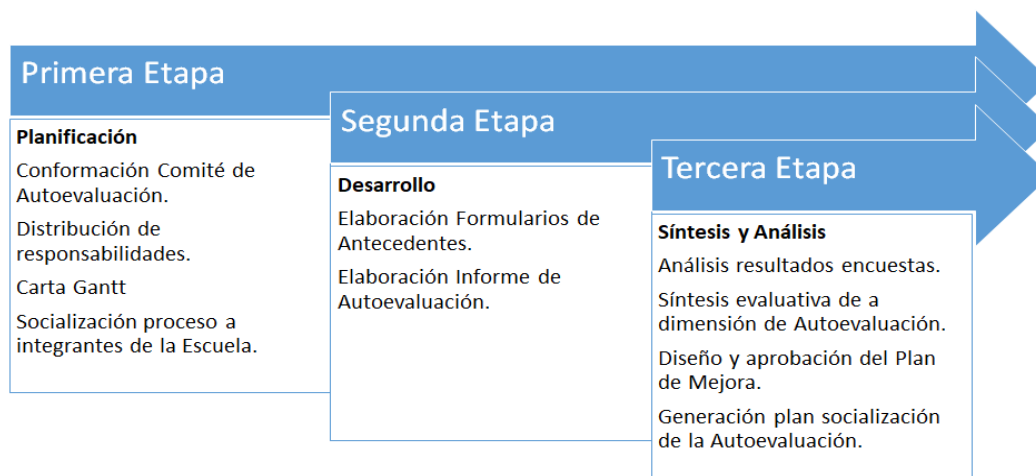 Primera Etapa
Planificación
Conformación Comité de
Autoevaluación.
Distribución de
responsabilidades.
Carta Gantt
Socialización proceso a
integrantes de la Escuela.
Segunda Etapa
Desarrollo
Elaboración Formularios de
Antecedentes.
Elaboración Informe de
Autoevaluación.
Tercera Etapa
Síntesis y Análisis
Análisis resultados encuestas.
Síntesis evaluativa de a
dimensión de Autoevaluación.
Diseño y aprobación del Plan
de Mejora.
Generación plan socialización
de la Autoevaluación.